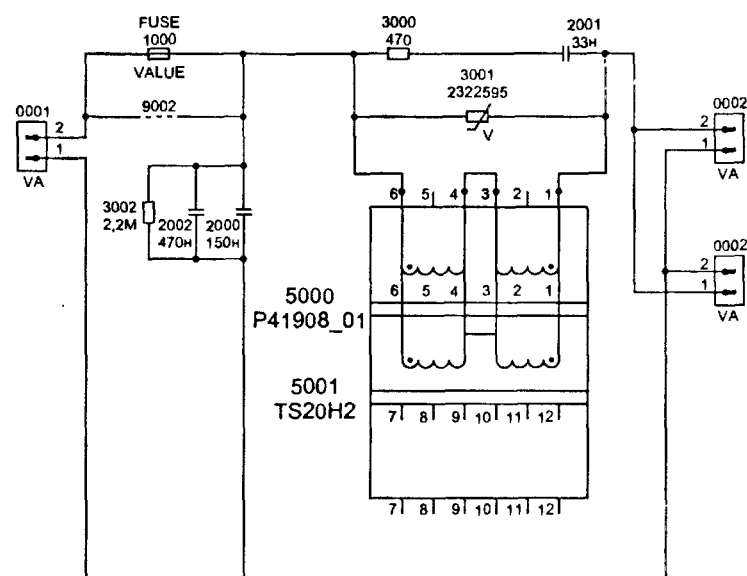 FUSE
1000
VALUE
3000
470
2001
33н
3001
2322595
V
0001
2
1
VA
9002
0002
2
1
VA
3002
2,2M
2002
470н
2000
150н
6 5 4 3 2 1
0002
2
1
VA
6 5 4 3 2 1
5000
P41908_01
5001
TS20H2
7 8 9 10 11 12
7 8 9 10 11 12